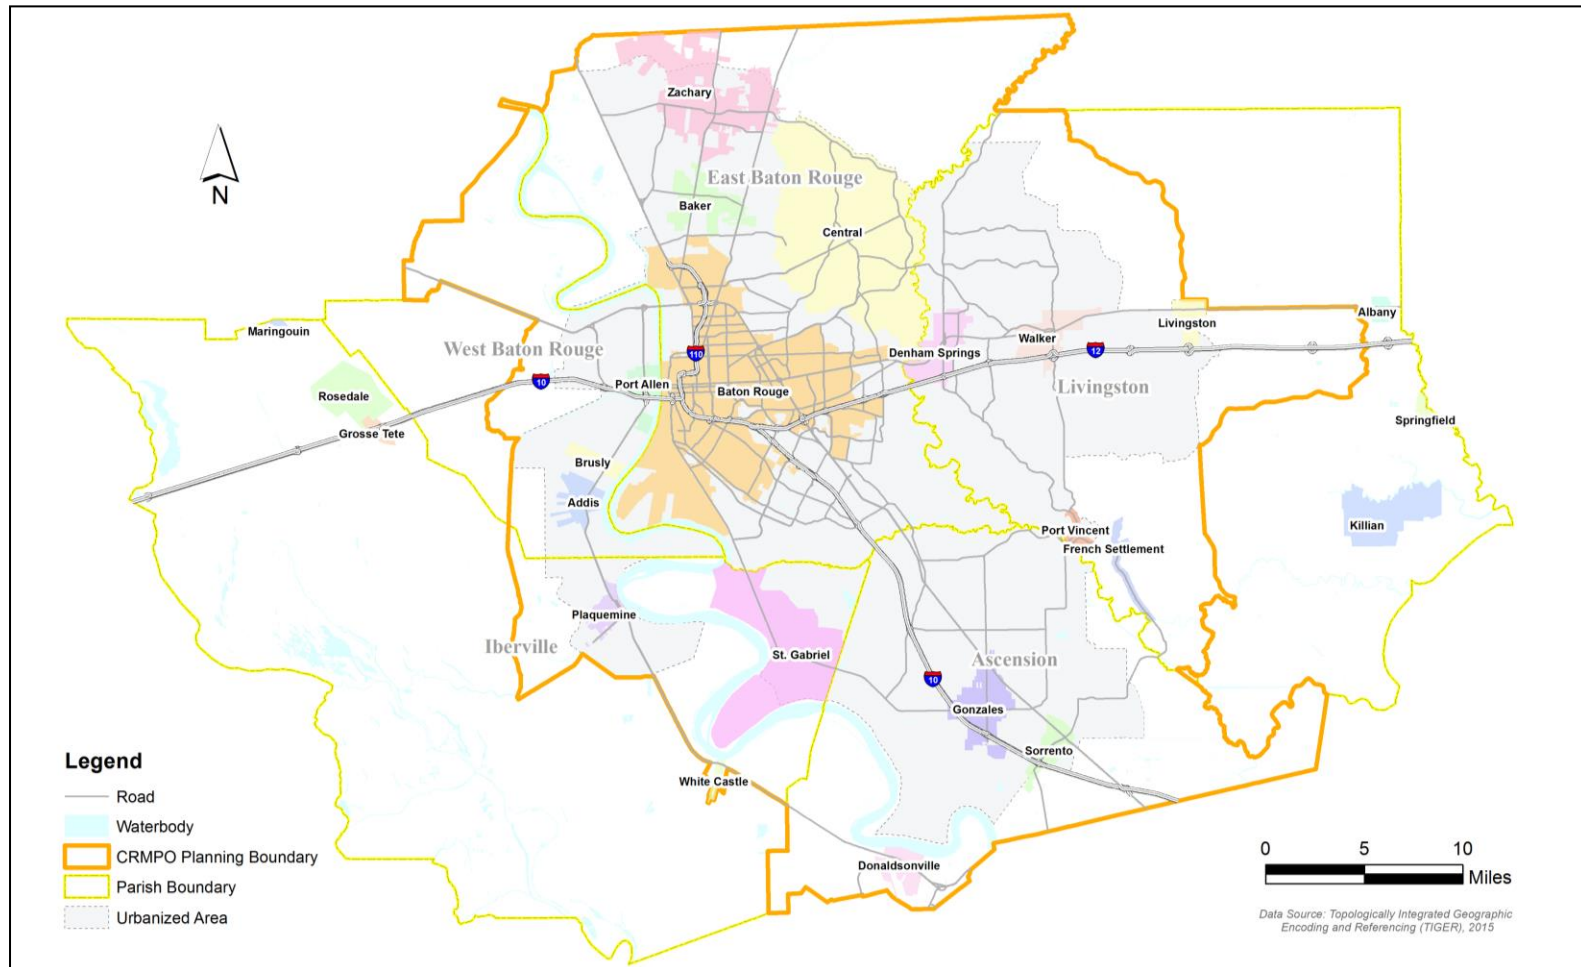 Zachary
East Baton Rouge
N
Baker
Central
Maringouin
West Baton Rouge
110
Denham Springs
Walker
12
Livingston
Albany
Livingston
10
Port Allen
Baton Rouge
Rosedale
Grosse Tete
Springfield
Brusly
Addis
Killian
Port Vincent
French Settlement
Plaquemine
Iberville
St. Gabriel
Ascension
10
Gonzales
Sorrento
White Castle
Donaldsonville
Legend
Road
Waterbody
CRMPO Planning Boundary
Parish Boundary
Urbanized Area
0 5 10
Miles
Data Source: Topologically Integrated Geographic
Encoding and Referencing (TIGER), 2015